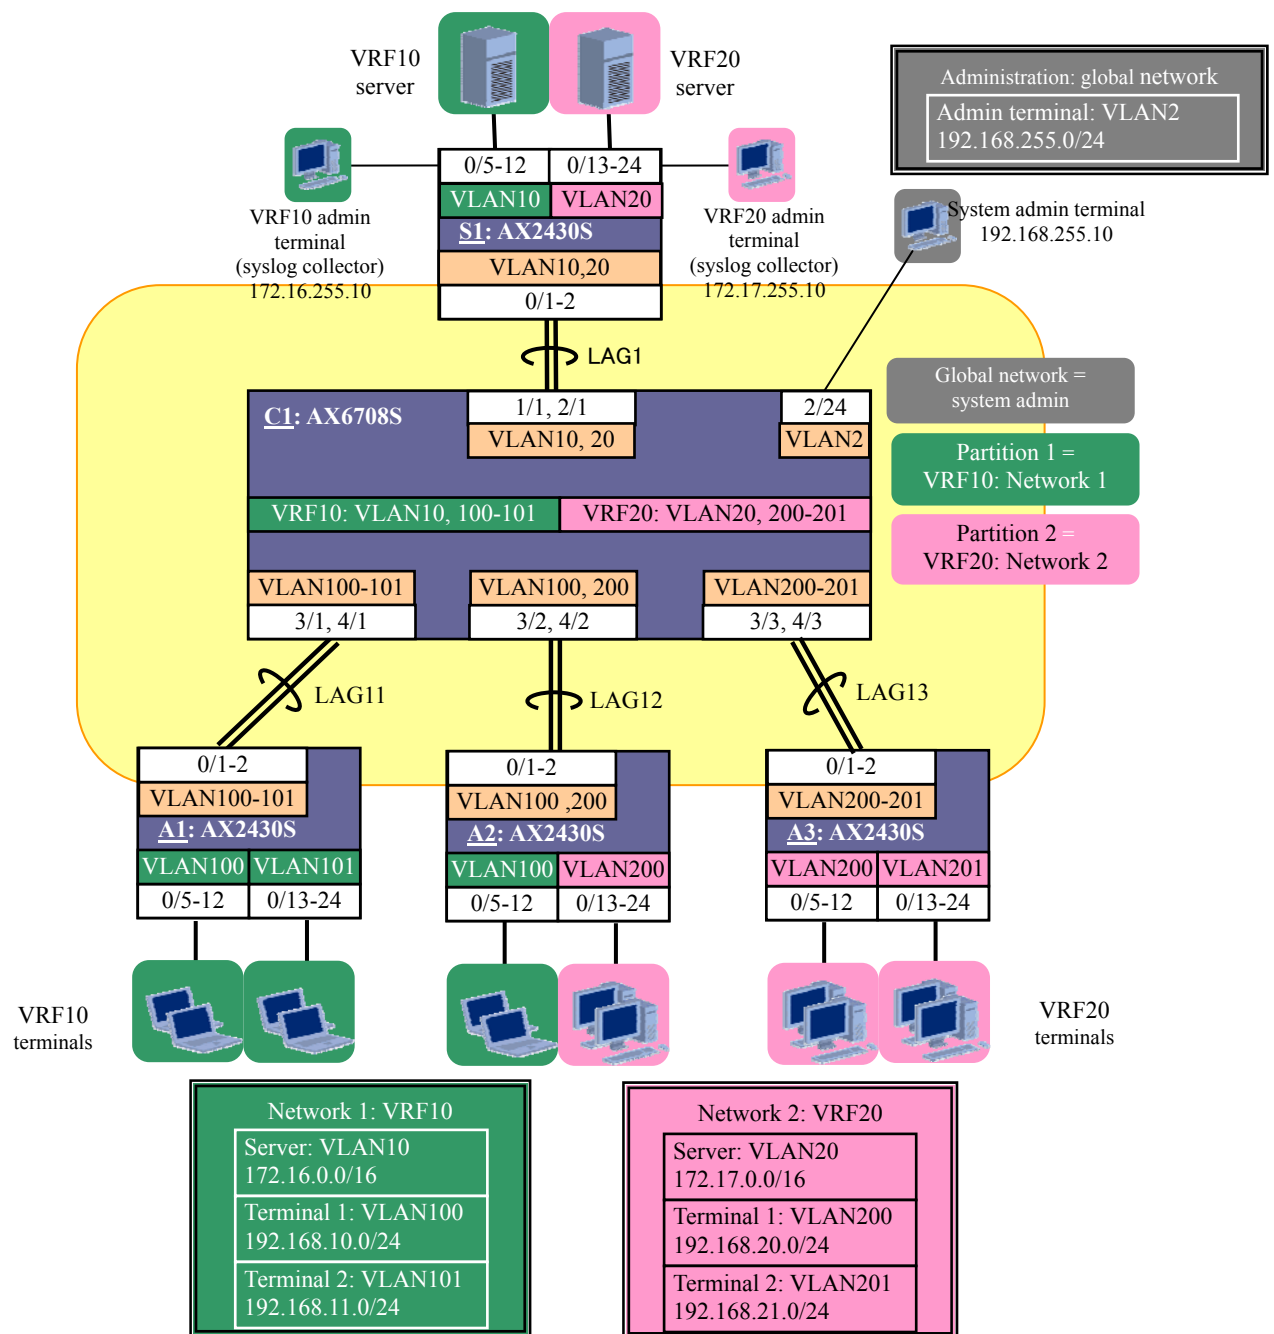 VRF10
server
VRF20
server
Administration: global network
Admin terminal: VLAN2
192.168.255.0/24
0/5-12
0/13-24
VLAN10
VLAN20
S1: AX2430S
VLAN10,20
0/1-2
VRF10 admin
terminal
(syslog collector)
172.16.255.10
VRF20 admin
terminal
(syslog collector)
172.17.255.10
System admin terminal
192.168.255.10
LAG1
C1: AX6708S
1/1, 2/1
VLAN10, 20
2/24
VLAN2
Global network =
system admin
Partition 1 =
VRF10: Network 1
Partition 2 =
VRF20: Network 2
VRF10: VLAN10, 100-101
VRF20: VLAN20, 200-201
VLAN100-101
3/1, 4/1
VLAN100, 200
3/2, 4/2
VLAN200-201
3/3, 4/3
LAG11
LAG12
LAG13
0/1-2
VLAN100-101
A1: AX2430S
VLAN100
VLAN101
0/5-12
0/13-24
0/1-2
VLAN100 ,200
A2: AX2430S
VLAN100
VLAN200
0/5-12
0/13-24
0/1-2
VLAN200-201
A3: AX2430S
VLAN200
VLAN201
0/5-12
0/13-24
VRF10
terminals
VRF20
terminals
Network 1: VRF10
Server: VLAN10
172.16.0.0/16
Terminal 1: VLAN100
192.168.10.0/24
Terminal 2: VLAN101
192.168.11.0/24
Network 2: VRF20
Server: VLAN20
172.17.0.0/16
Terminal 1: VLAN200
192.168.20.0/24
Terminal 2: VLAN201
192.168.21.0/24